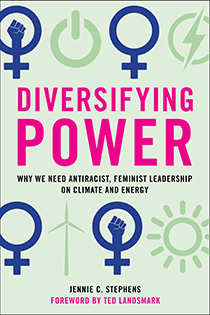 DIVERSIFYING
POWER
WHY WE NEED ANTIRACIST, FEMINIST LEADERSHIP
ON CLIMATE AND ENERGY
JENNIE C. STEPHENS
FOREWORD BY TED LANDSMARK